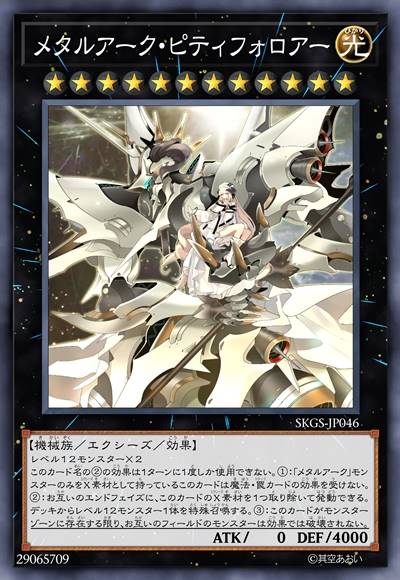 メタルアーク・ピティフォロアー 光
SKGS-JP046
【機械族/エクシーズ/効果】
レベル12モンスター×2
このカード名の②の効果は1ターンに1度しか使用できない。①:「メタルアーク」モン
スターのみをX素材として持っているこのカードは魔法・罠カードの効果を受けない。
②:お互いのエンドフェイズに、このカードのX素材を1つ取り除いて発動できる。
デッキからレベル12モンスター1体を特殊召喚する。③:このカードがモンスター
ゾーンに存在する限り、お互いのフィールドのモンスターは効果では破壊されない。
ATK/ 0 DEF/4000
29065709 ©其空あおい